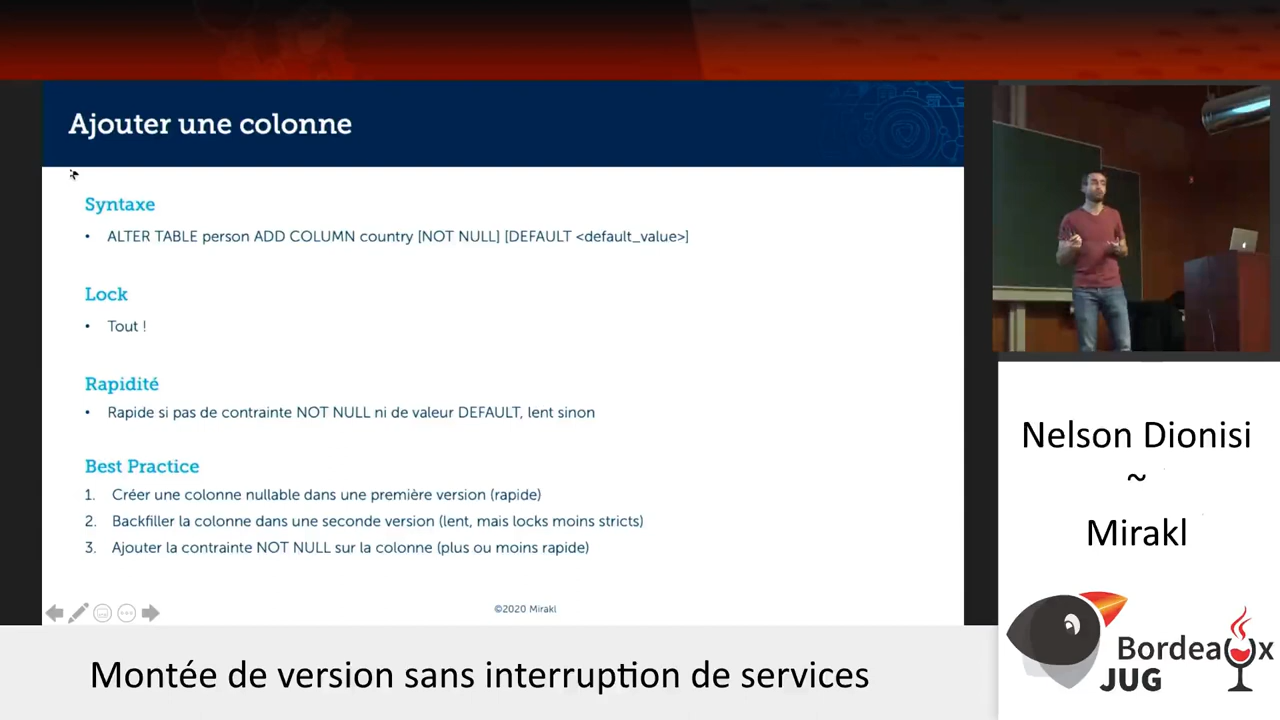 Ajouter une colonne
Syntaxe
• ALTER TABLE person ADD COLUMN country [NOT NULL] [DEFAULT <default_value>]
Lock
• Tout !
Rapidité
• Rapide si pas de contrainte NOT NULL ni de valeur DEFAULT, lent sinon
Best Practice
1. Créer une colonne nullable dans une première version (rapide)
2. Backfiller la colonne dans une seconde version (lent, mais locks moins stricts)
3. Ajouter la contrainte NOT NULL sur la colonne (plus ou moins rapide)
©2020 Mirakl
Nelson Dionisi
~
Mirakl
Bordeaux
JUG
Montée de version sans interruption de services